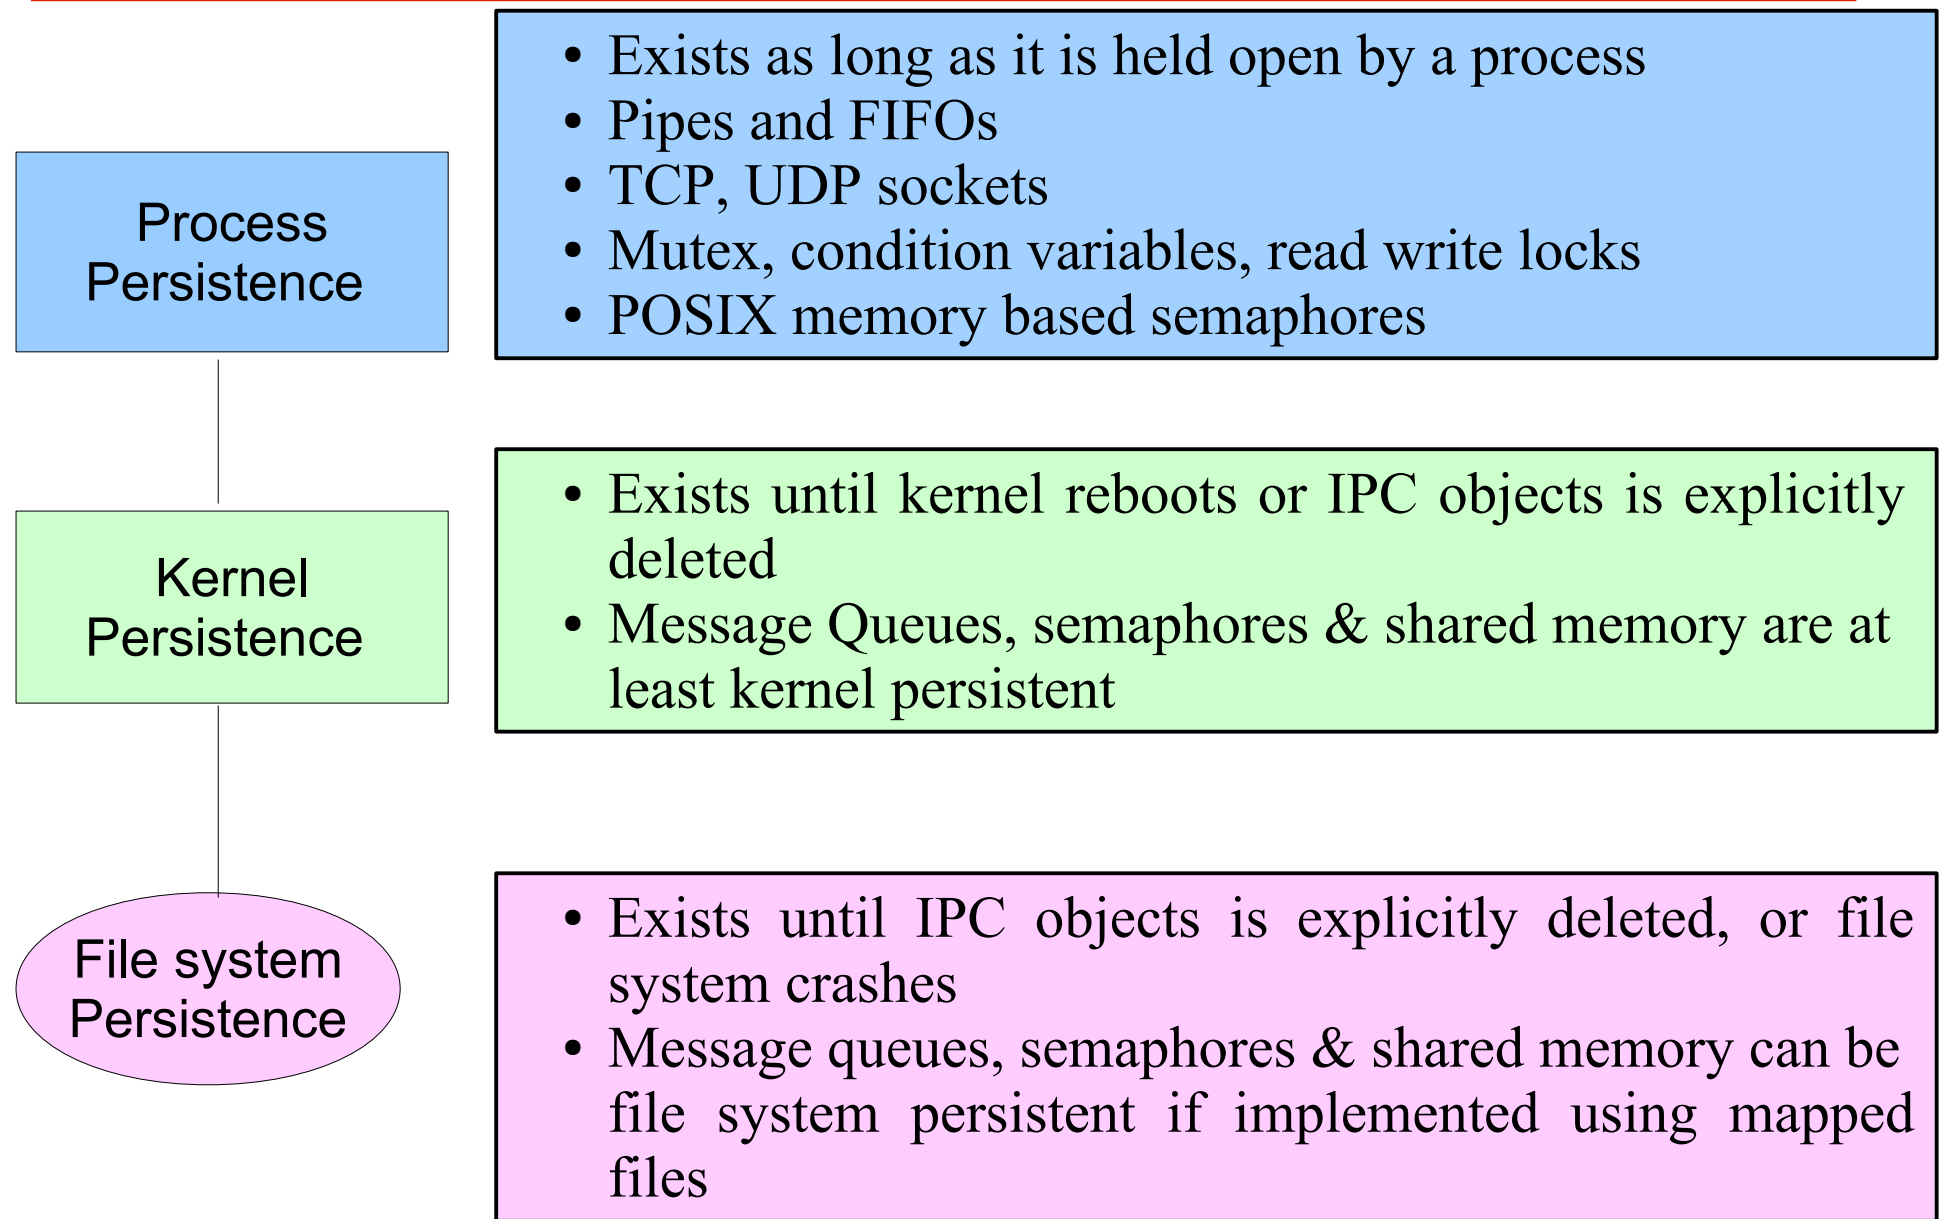 Process
Persistence
• Exists as long as it is held open by a process
• Pipes and FIFOs
• TCP, UDP sockets
• Mutex, condition variables, read write locks
• POSIX memory based semaphores
Kernel
Persistence
• Exists until kernel reboots or IPC objects is explicitly
deleted
• Message Queues, semaphores & shared memory are at
least kernel persistent
File system
Persistence
• Exists until IPC objects is explicitly deleted, or file
system crashes
• Message queues, semaphores & shared memory can be
file system persistent if implemented using mapped
files